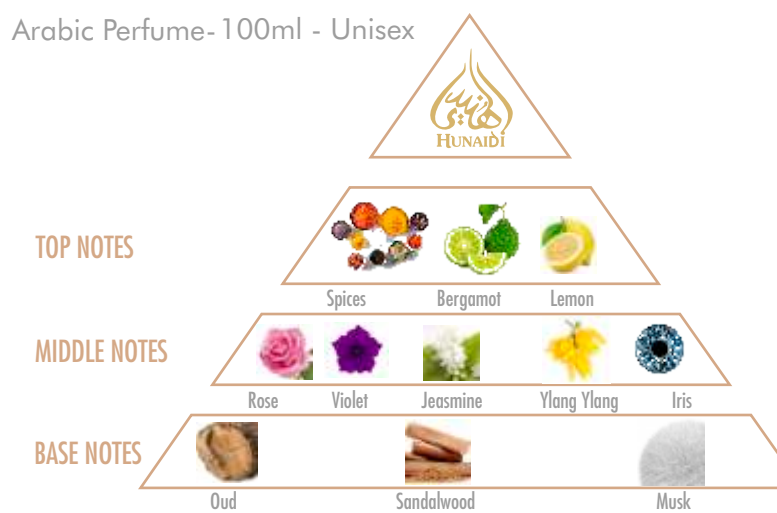 Arabic Perfume- 100ml - Unisex
HUNAIDI
TOP NOTES
Spices Bergamot Lemon
MIDDLE NOTES
Rose Violet Jeasmine Ylang Ylang Iris
BASE NOTES
Oud Sandalwood Musk